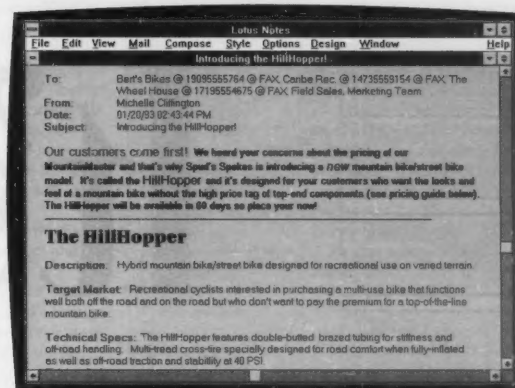 Lotus Notes
File Edit View Mail Compose Style Options Design Window Help
Introducing the HillHopper!
To: Bert's Bikes @ 19095555764 @ FAX, Canbe Rec. @ 14735559154 @ FAX, The
Wheel House @ 17195554675 @ FAX, Field Sales, Marketing Team
From: Michelle Clifington
Date: 01/20/93 02:43:44 PM
Subject: Introducing the HillHopper!
Our customers come first! We heard your concerns about the pricing of our
MountainMaster and that's why Spud's Spokes is introducing a new mountain bike/street bike
model. It's called the HillHopper and it's designed for your customers who want the looks and
feel of a mountain bike without the high price tag of top-end components (see pricing guide below).
The HillHopper will be available in 60 days so place your now!
The HillHopper
Description: Hybrid mountain bike/street bike designed for recreational use on varied terrain.
Target Market: Recreational cyclists interested in purchasing a multi-use bike that functions
well both off the road and on the road but who don't want to pay the premium for a top-of-the-line
mountain bike.
Technical Specs: The HillHopper features double-butted brazed tubing for stiffness and
off-road handling. Multi-tread cross-tire specially designed for road comfort when fully-inflated
as well as off-road traction and stability at 40 PSI.